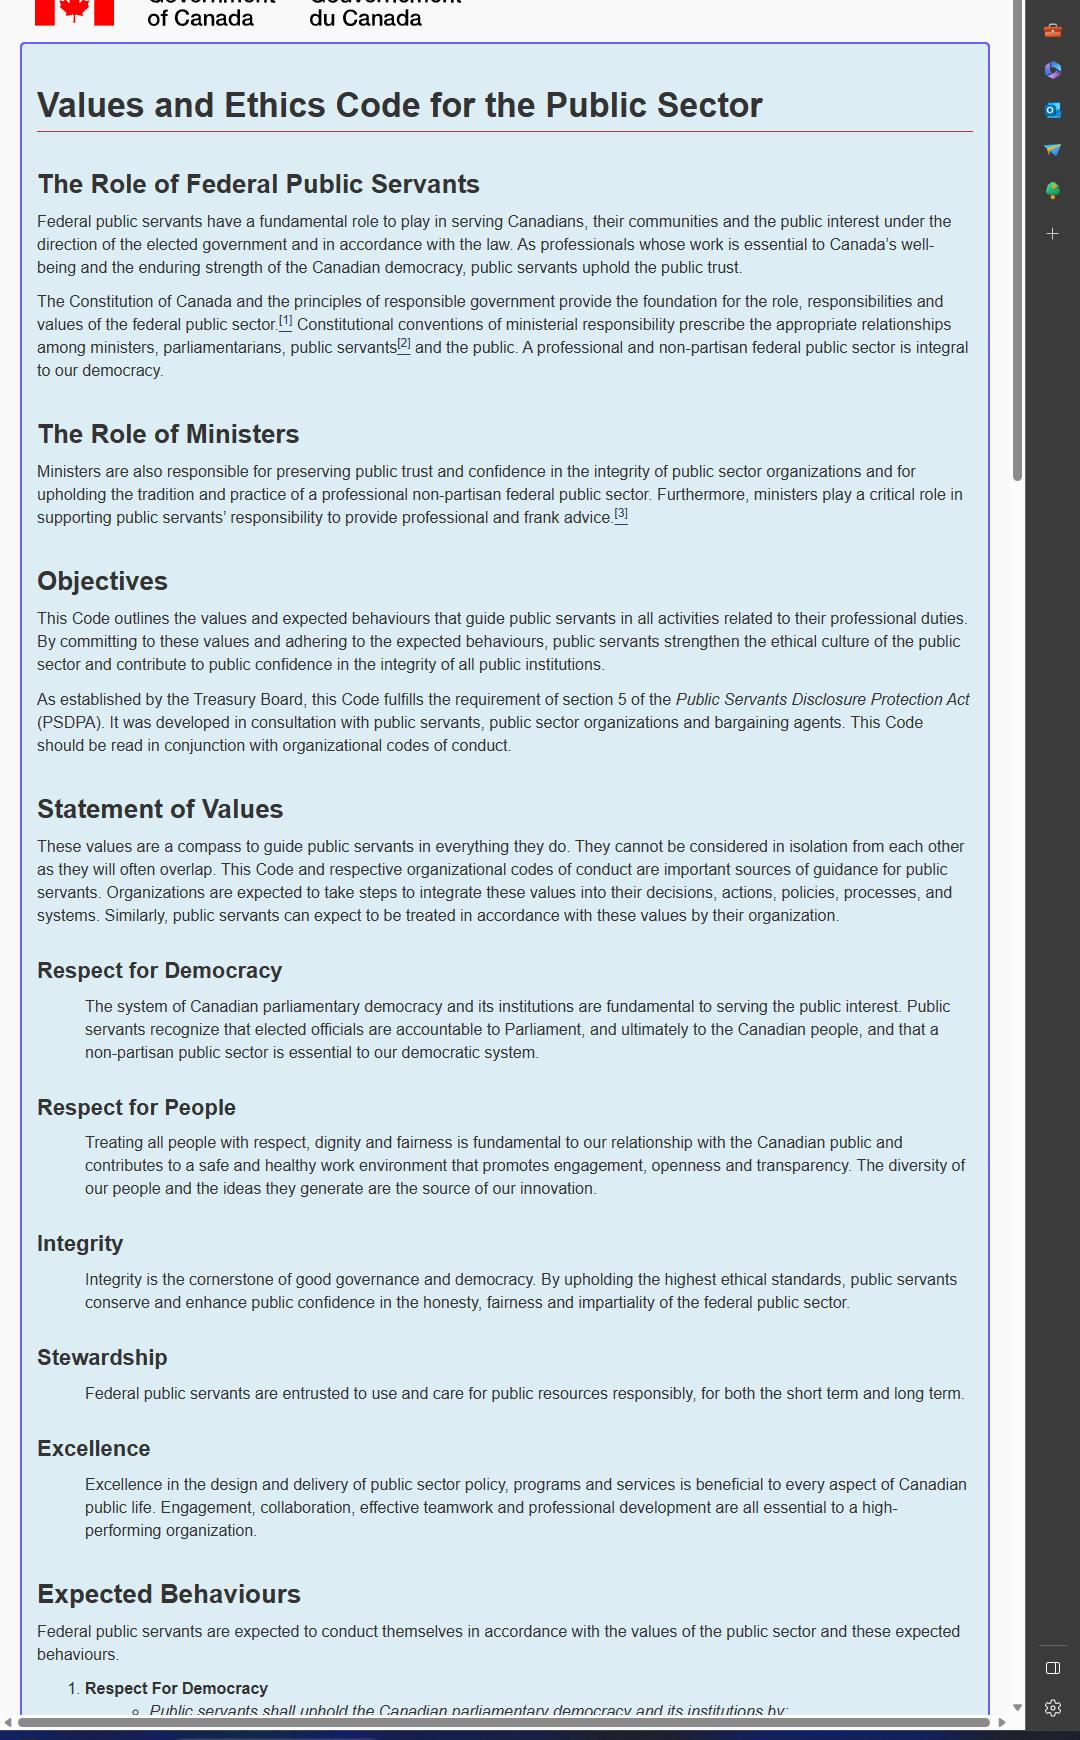 Government Gouvernement
of Canada du Canada
Values and Ethics Code for the Public Sector
The Role of Federal Public Servants
Federal public servants have a fundamental role to play in serving Canadians, their communities and the public interest under the
direction of the elected government and in accordance with the law. As professionals whose work is essential to Canada’s well-
being and the enduring strength of the Canadian democracy, public servants uphold the public trust.
The Constitution of Canada and the principles of responsible government provide the foundation for the role, responsibilities and
values of the federal public sector.[1] Constitutional conventions of ministerial responsibility prescribe the appropriate relationships
among ministers, parliamentarians, public servants[2] and the public. A professional and non-partisan federal public sector is integral
to our democracy.
The Role of Ministers
Ministers are also responsible for preserving public trust and confidence in the integrity of public sector organizations and for
upholding the tradition and practice of a professional non-partisan federal public sector. Furthermore, ministers play a critical role in
supporting public servants’ responsibility to provide professional and frank advice.[3]
Objectives
This Code outlines the values and expected behaviours that guide public servants in all activities related to their professional duties.
By committing to these values and adhering to the expected behaviours, public servants strengthen the ethical culture of the public
sector and contribute to public confidence in the integrity of all public institutions.
As established by the Treasury Board, this Code fulfills the requirement of section 5 of the Public Servants Disclosure Protection Act
(PSDPA). It was developed in consultation with public servants, public sector organizations and bargaining agents. This Code
should be read in conjunction with organizational codes of conduct.
Statement of Values
These values are a compass to guide public servants in everything they do. They cannot be considered in isolation from each other
as they will often overlap. This Code and respective organizational codes of conduct are important sources of guidance for public
servants. Organizations are expected to take steps to integrate these values into their decisions, actions, policies, processes, and
systems. Similarly, public servants can expect to be treated in accordance with these values by their organization.
Respect for Democracy
The system of Canadian parliamentary democracy and its institutions are fundamental to serving the public interest. Public
servants recognize that elected officials are accountable to Parliament, and ultimately to the Canadian people, and that a
non-partisan public sector is essential to our democratic system.
Respect for People
Treating all people with respect, dignity and fairness is fundamental to our relationship with the Canadian public and
contributes to a safe and healthy work environment that promotes engagement, openness and transparency. The diversity of
our people and the ideas they generate are the source of our innovation.
Integrity
Integrity is the cornerstone of good governance and democracy. By upholding the highest ethical standards, public servants
conserve and enhance public confidence in the honesty, fairness and impartiality of the federal public sector.
Stewardship
Federal public servants are entrusted to use and care for public resources responsibly, for both the short term and long term.
Excellence
Excellence in the design and delivery of public sector policy, programs and services is beneficial to every aspect of Canadian
public life. Engagement, collaboration, effective teamwork and professional development are all essential to a high-
performing organization.
Expected Behaviours
Federal public servants are expected to conduct themselves in accordance with the values of the public sector and these expected
behaviours.
1. Respect For Democracy
Public servants shall uphold the Canadian parliamentary democracy and its institutions by: